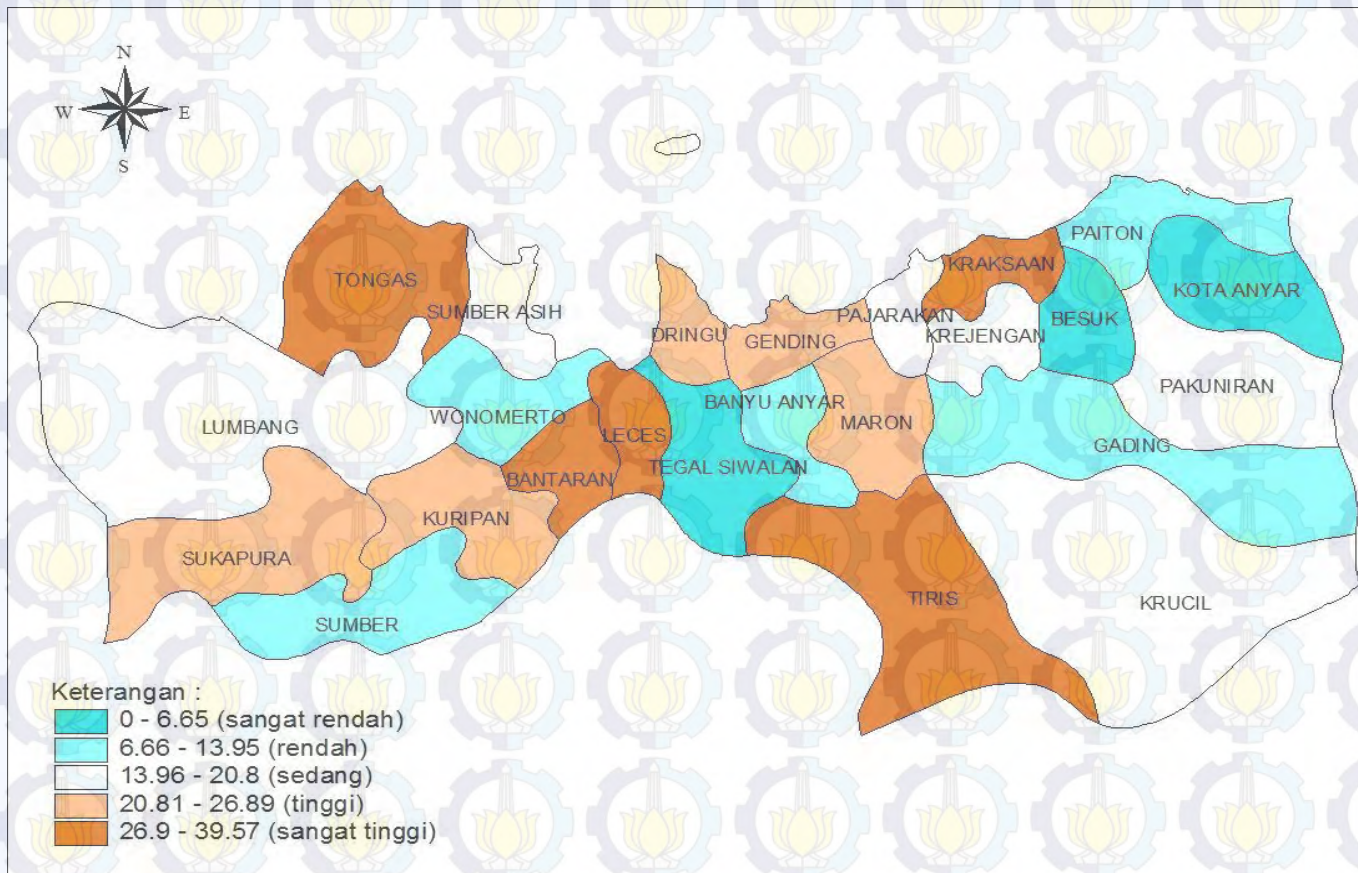 N
W E
S
TONGAS
SUMBER ASIH
LUMBANG
WONOMERTO
LECES
BANTARAN
KURIPAN
SUKAPURA
SUMBER
DRINGU
GENDING
BANYU ANYAR
TEGAL SIWALAN
MARON
PAJARAKAN
KRAKSAAN
KREJENGAN
BESUK
PAITON
KOTA ANYAR
PAKUNIRAN
GADING
TIRIS
KRUCIL
Keterangan :
0 - 6.65 (sangat rendah)
6.66 - 13.95 (rendah)
13.96 - 20.8 (sedang)
20.81 - 26.89 (tinggi)
26.9 - 39.57 (sangat tinggi)